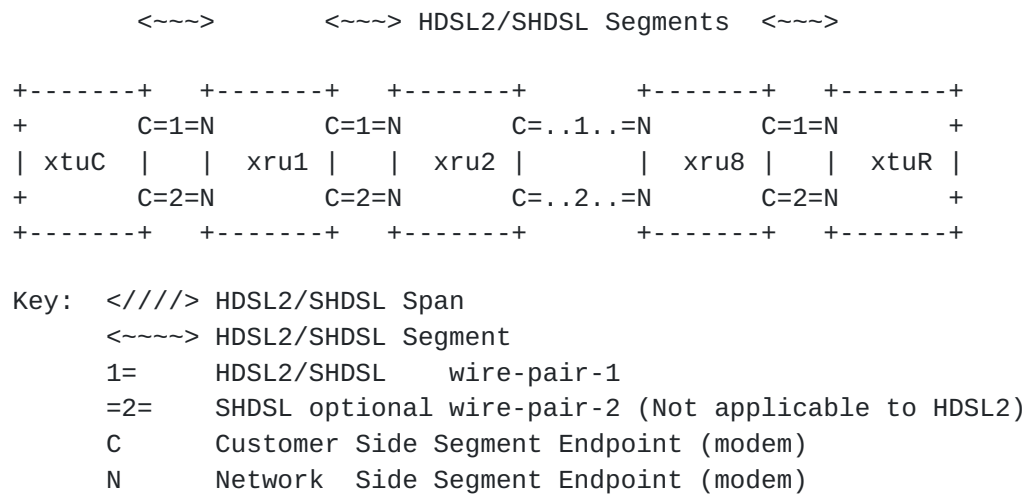 <~~~>       <~~~> HDSL2/SHDSL Segments  <~~~>

+-------+   +-------+   +-------+       +-------+   +-------+
+       C=1=N       C=1=N       C=..1..=N       C=1=N       +
| xtuC  |   |  xru1 |   |  xru2 |       |  xru8 |   |  xtuR |
+       C=2=N       C=2=N       C=..2..=N       C=2=N       +
+-------+   +-------+   +-------+       +-------+   +-------+

Key:  <////> HDSL2/SHDSL Span
      <~~~~> HDSL2/SHDSL Segment
      1=     HDSL2/SHDSL    wire-pair-1
      =2=    SHDSL optional wire-pair-2 (Not applicable to HDSL2)
      C      Customer Side Segment Endpoint (modem)
      N      Network  Side Segment Endpoint (modem)